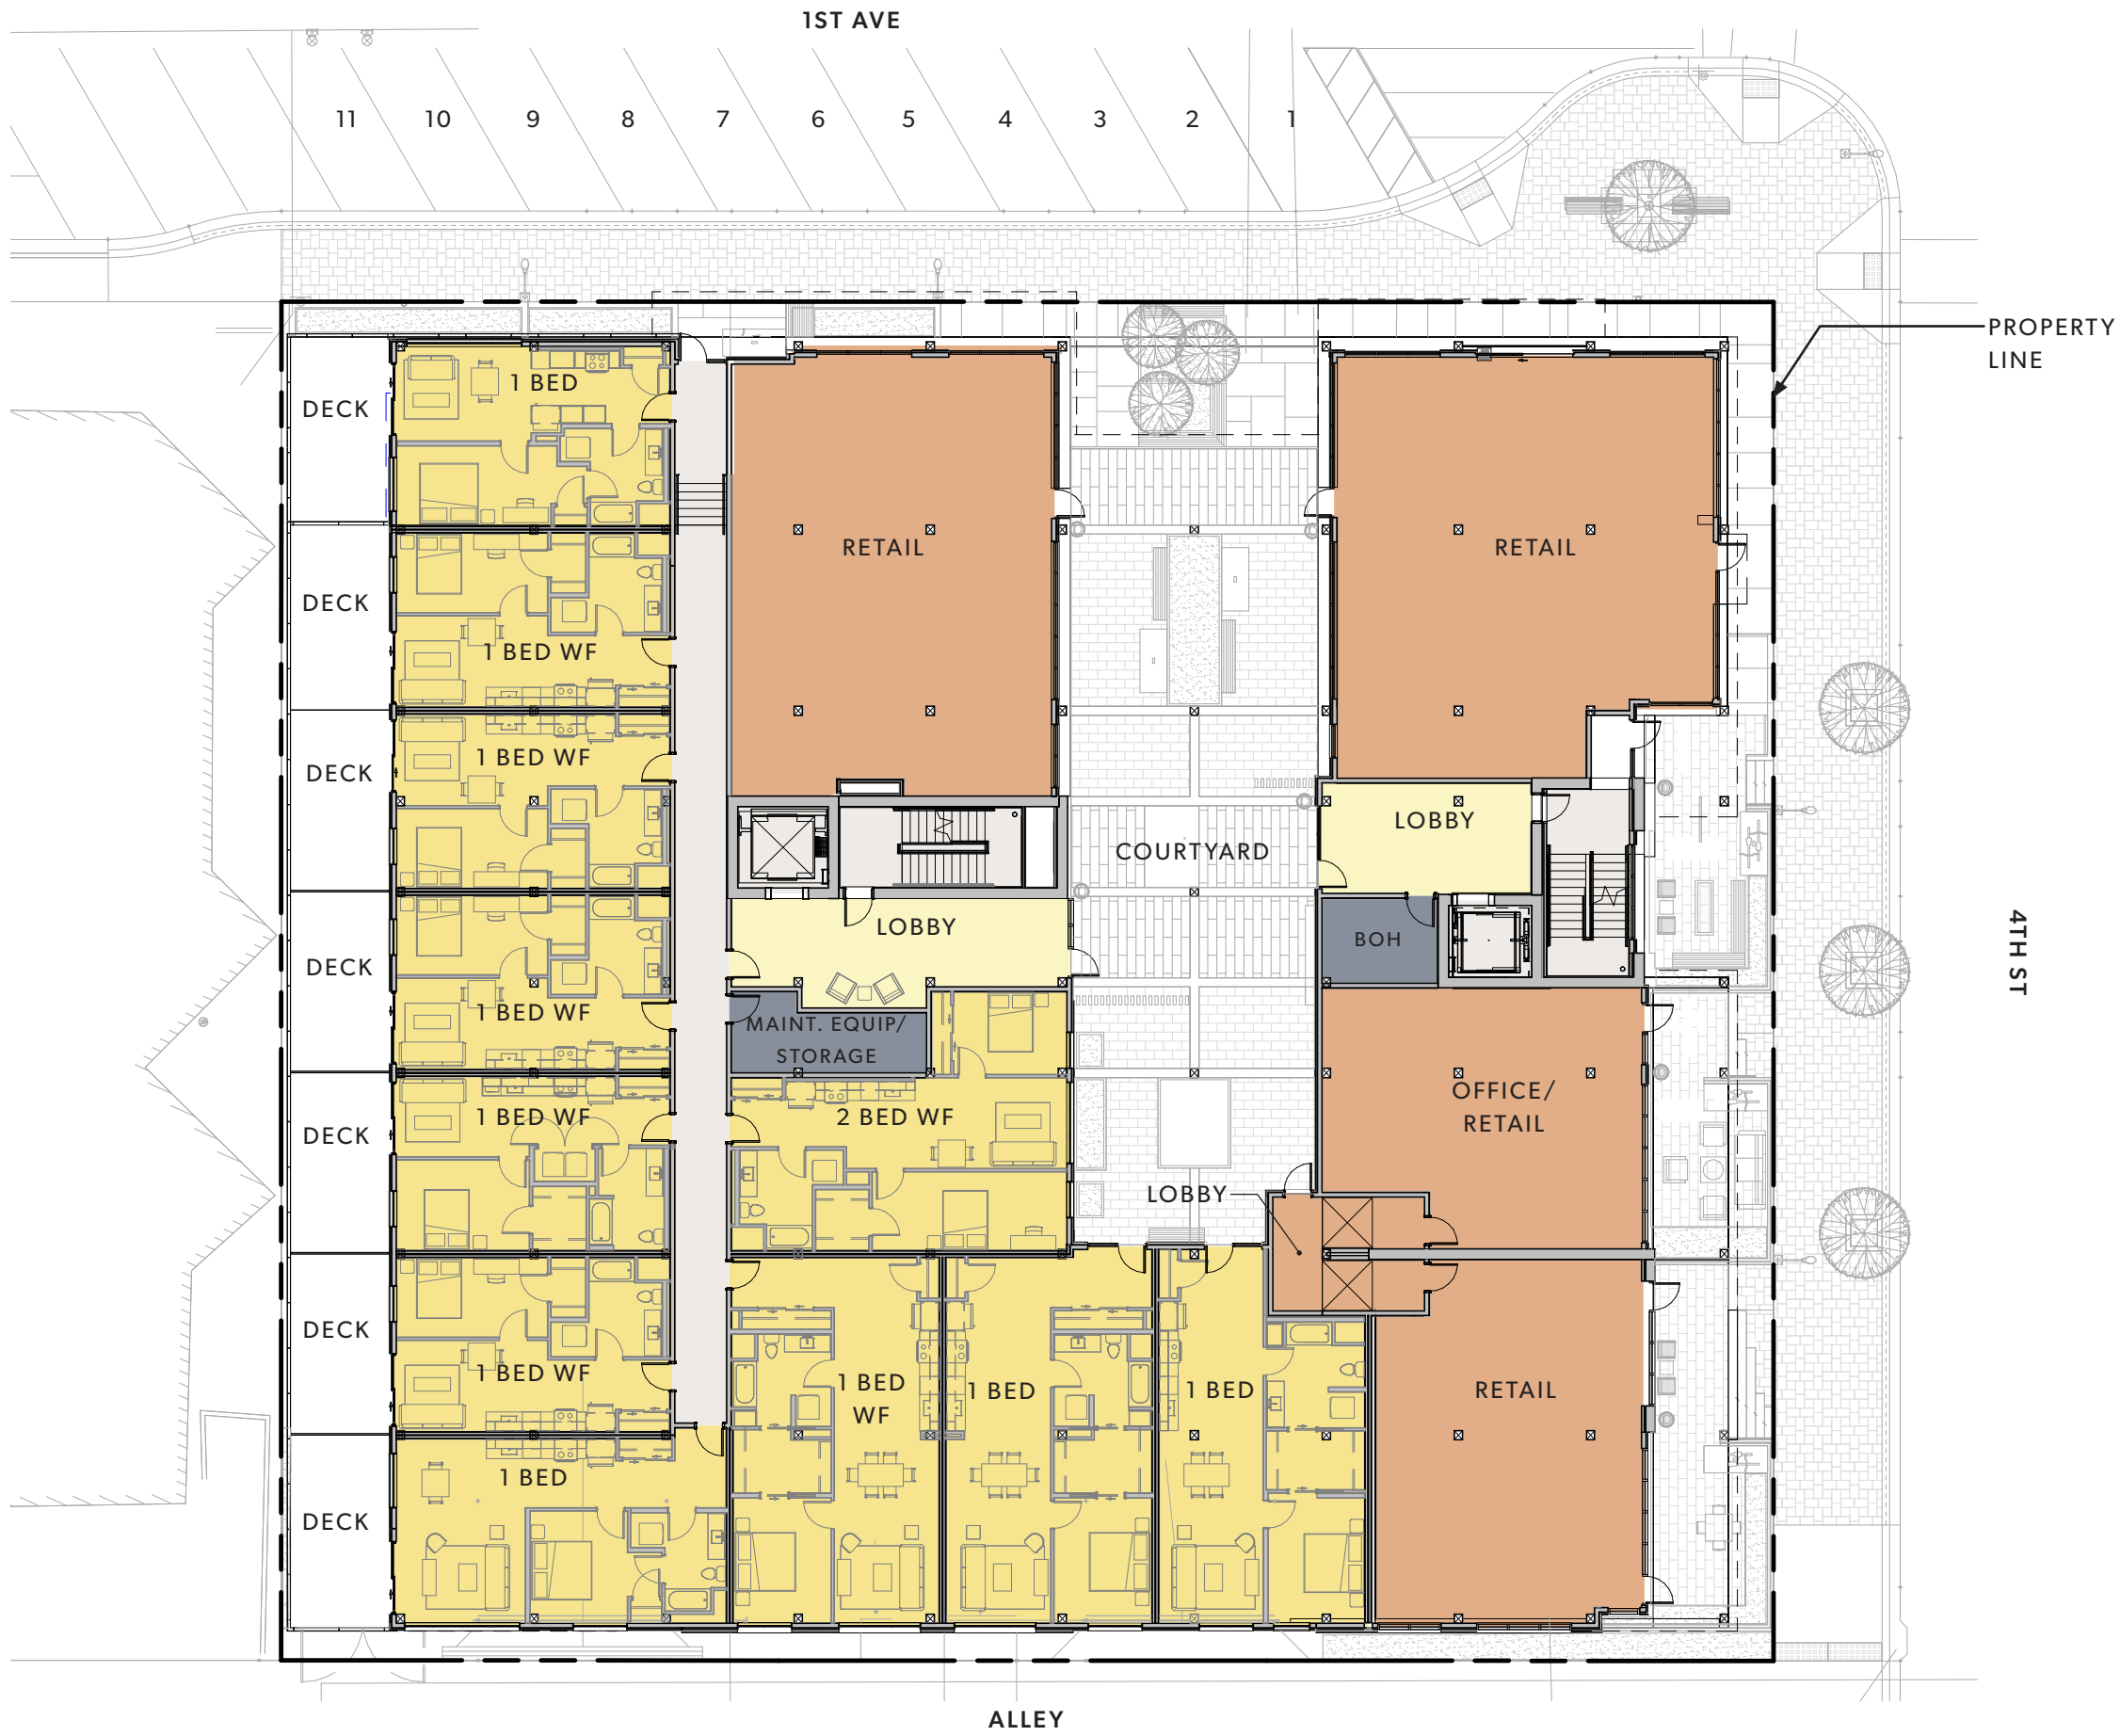 1ST AVE
11
10
9
8
7
6
5
4
3
2
1
PROPERTY
LINE
DECK
1 BED
RETAIL
RETAIL
DECK
1 BED WF
DECK
1 BED WF
LOBBY
COURTYARD
LOBBY
BOH
DECK
1 BED WF
MAINT. EQUIP/
STORAGE
4TH ST
DECK
1 BED WF
2 BED WF
OFFICE/
RETAIL
LOBBY
DECK
1 BED WF
1 BED
WF
1 BED
1 BED
RETAIL
1 BED
DECK
ALLEY